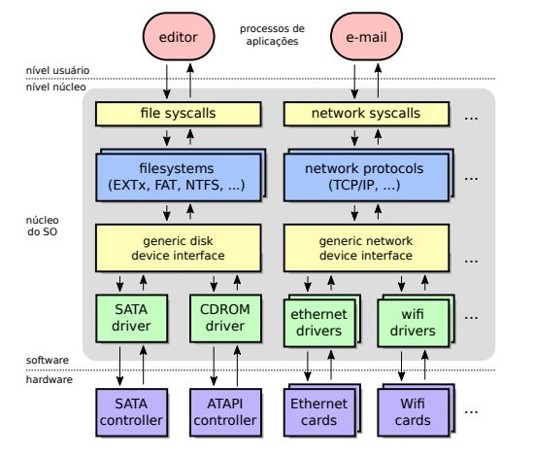 editor
processos de
aplicações
e-mail
nível usuário
nível núcleo
file syscalls
network syscalls
...
filesystems
(EXTx, FAT, NTFS, ...)
network protocols
(TCP/IP, ...)
...
núcleo
do SO
generic disk
device interface
generic network
device interface
...
SATA
driver
CDROM
driver
ethernet
drivers
wifi
drivers
...
software
hardware
SATA
controller
ATAPI
controller
Ethernet
cards
Wifi
cards
...